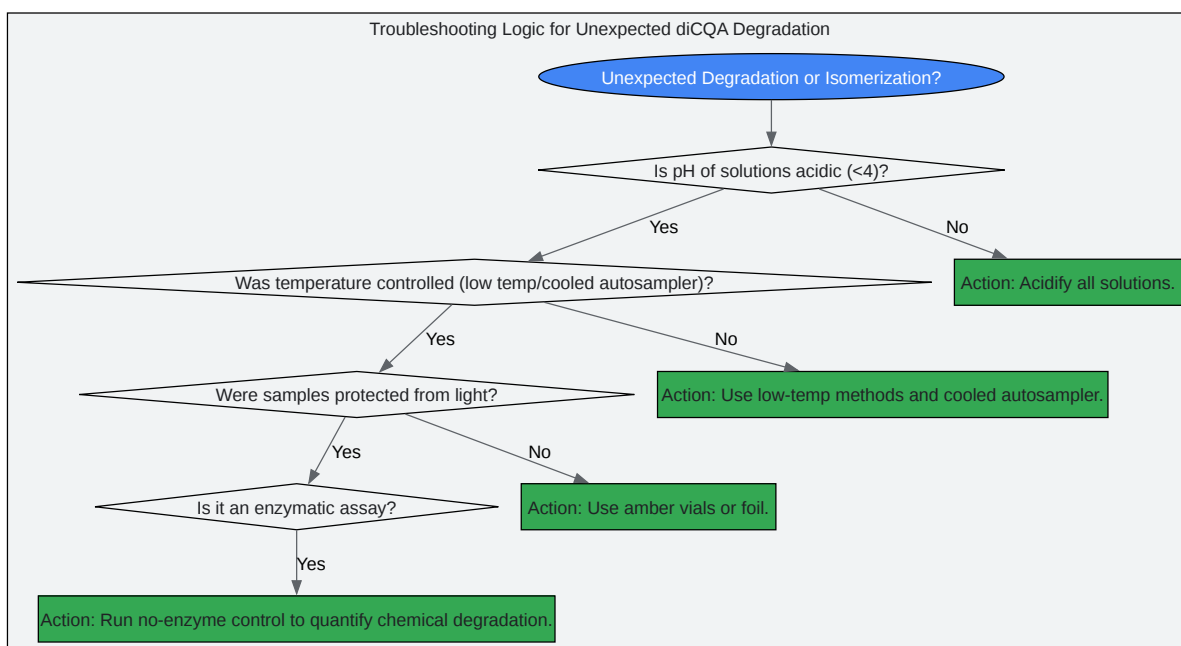 Troubleshooting Logic for Unexpected diCQA Degradation
Unexpected Degradation or Isomerization?
Is pH of solutions acidic (<4)?
Yes
No
Was temperature controlled (low temp/cooled autosampler)?
Action: Acidify all solutions.
Yes
No
Were samples protected from light?
Action: Use low-temp methods and cooled autosampler.
Yes
No
Is it an enzymatic assay?
Action: Use amber vials or foil.
Yes
Action: Run no-enzyme control to quantify chemical degradation.